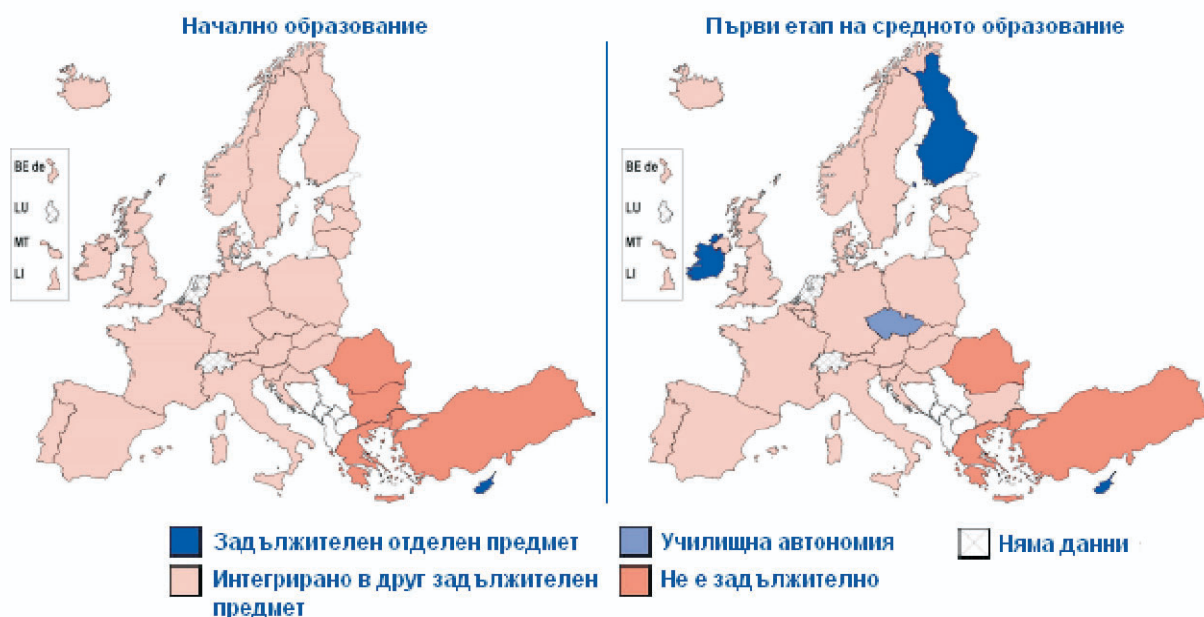 Начално образование
Първи етап на средното образование
BE de
LU
MT
LI
BE de
LU
MT
LI
Задължителен отделен предмет
Училищна автономия
Няма данни
Интегрирано в друг задължителен
предмет
Не е задължително